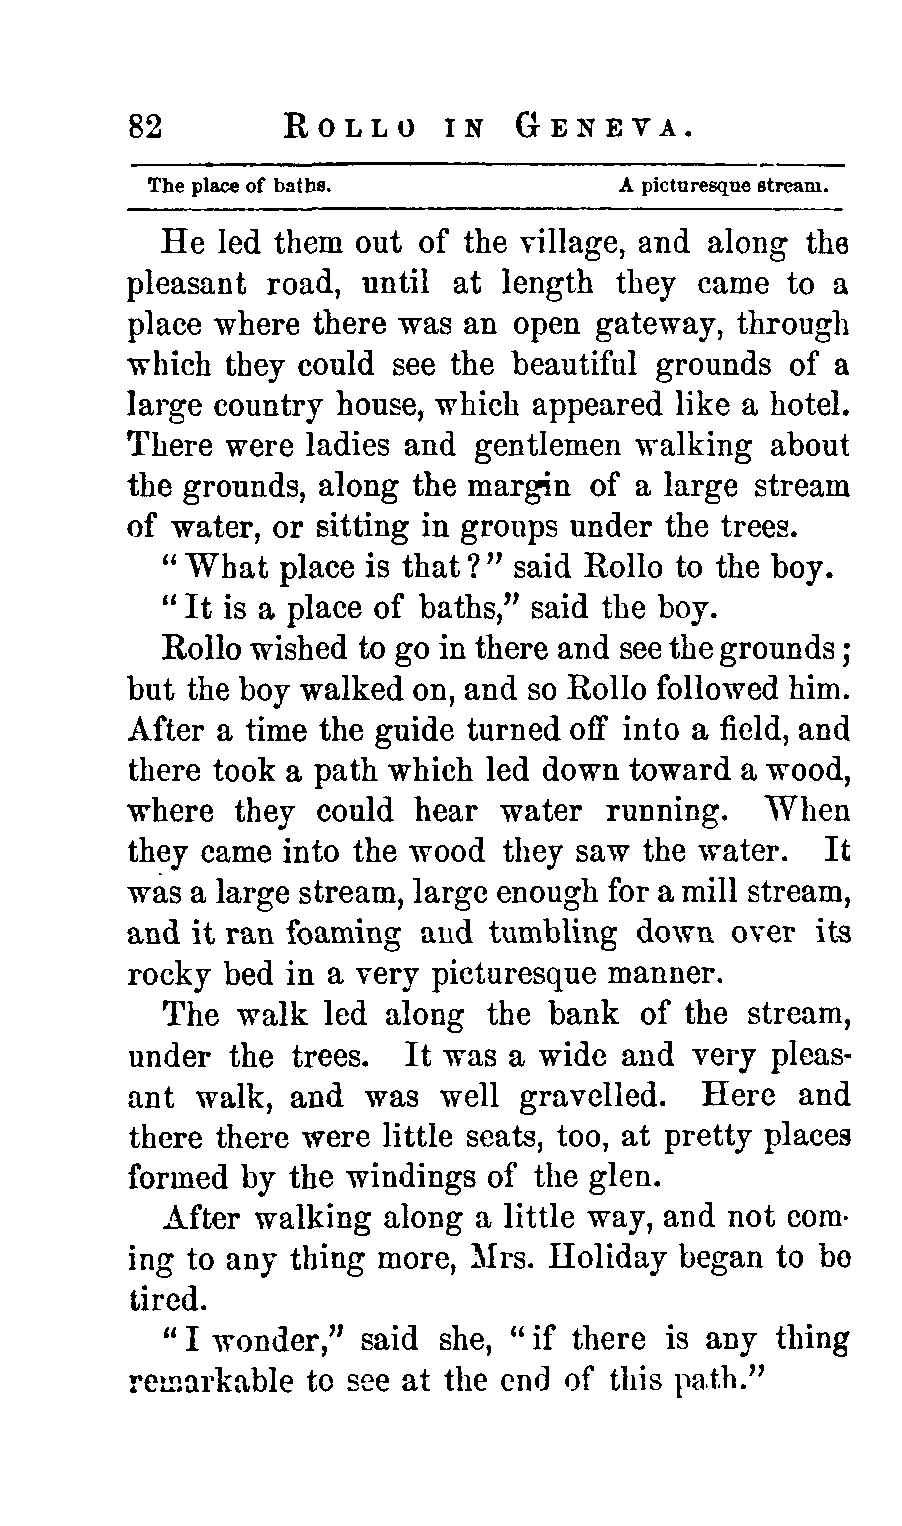 82 ROLLO IN GENEVA.
The place of baths. A picturesque stream.
He led them out of the village, and along the
pleasant road, until at length they came to a
place where there was an open gateway, through
which they could see the beautiful grounds of a
large country house, which appeared like a hotel.
There were ladies and gentlemen walking about
the grounds, along the margin of a large stream
of water, or sitting in groups under the trees.
"What place is that?" said Rollo to the boy.
"It is a place of baths," said the boy.
Rollo wished to go in there and see the grounds;
but the boy walked on, and so Rollo followed him.
After a time the guide turned off into a field, and
there took a path which led down toward a wood,
where they could hear water running. When
they came into the wood they saw the water. It
was a large stream, large enough for a mill stream,
and it ran foaming and tumbling down over its
rocky bed in a very picturesque manner.
The walk led along the bank of the stream,
under the trees. It was a wide and very pleas-
ant walk, and was well gravelled. Here and
there there were little seats, too, at pretty places
formed by the windings of the glen.
After walking along a little way, and not com-
ing to any thing more, Mrs. Holiday began to be
tired.
"I wonder," said she, "if there is any thing
remarkable to see at the end of this path."